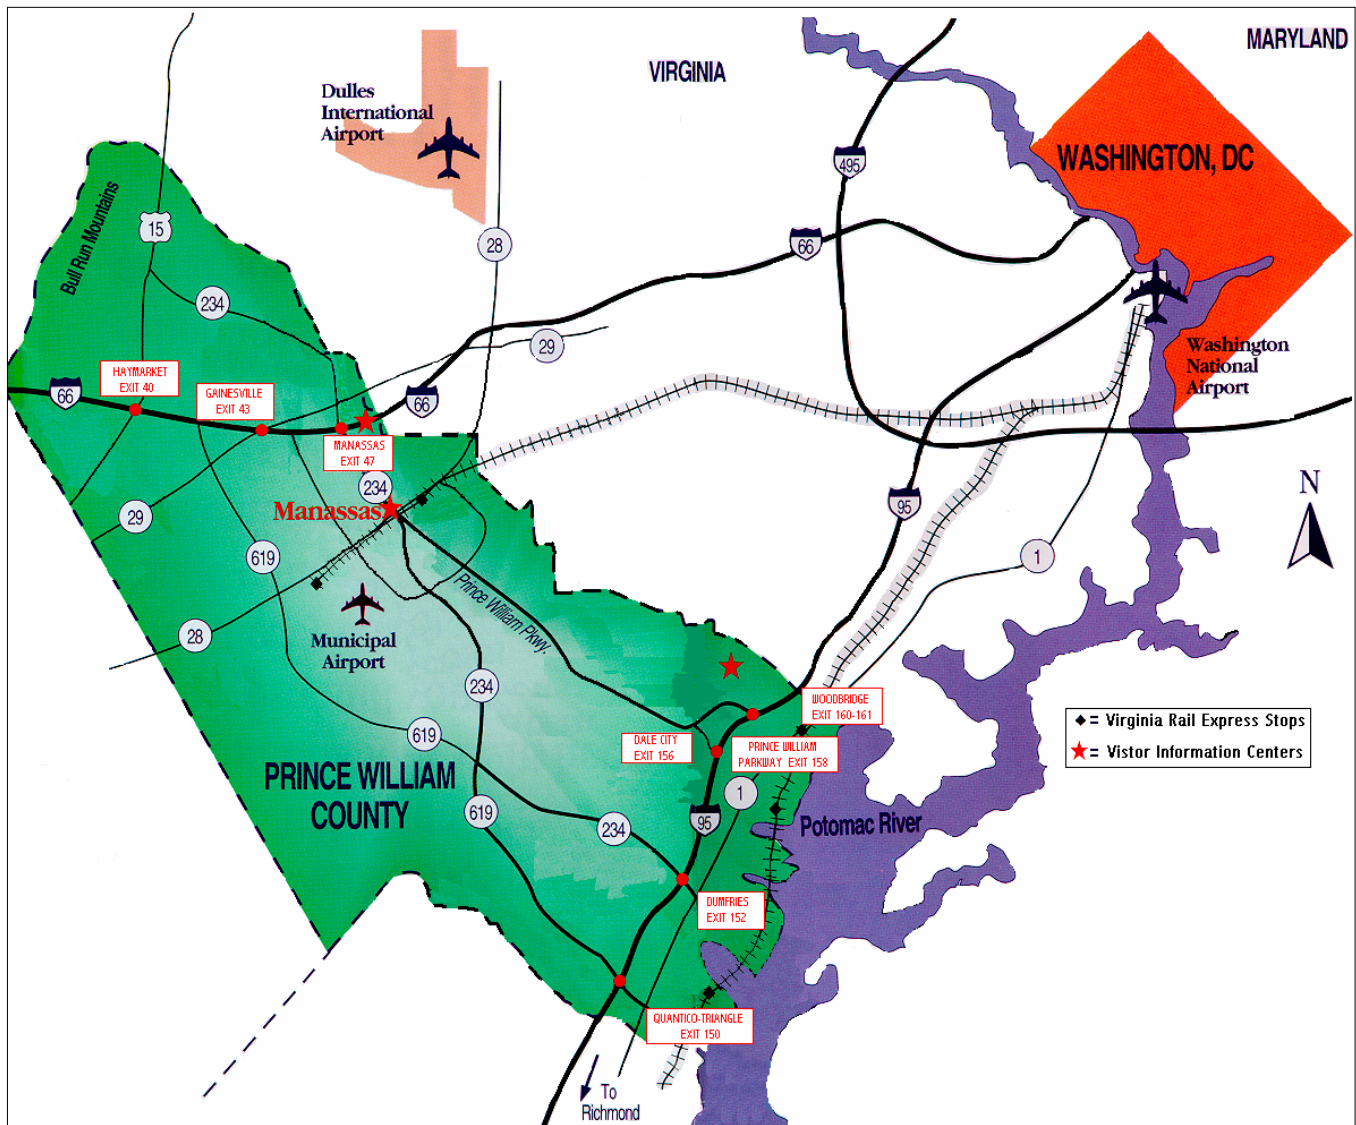 MARYLAND
VIRGINIA
Dulles
International
Airport
WASHINGTON, DC
495
Bull Run Mountains
15
28
66
234
Washington
National
Airport
29
HAYMARKET
EXIT 40
GAINESVILLE
EXIT 43
66
66
MANASSAS
EXIT 47
234
N
Manassas
29
95
619
1
Prince William Pkwy.
28
Municipal
Airport
234
WOODBRIDGE
EXIT 160-161
= Virginia Rail Express Stops
= Vistor Information Centers
619
DALE CITY
EXIT 156
PRINCE WILLIAM
PARKWAY EXIT 158
PRINCE WILLIAM
COUNTY
1
619
95
234
Potomac River
DUMFRIES
EXIT 152
QUANTICO-TRIANGLE
EXIT 150
To
Richmond